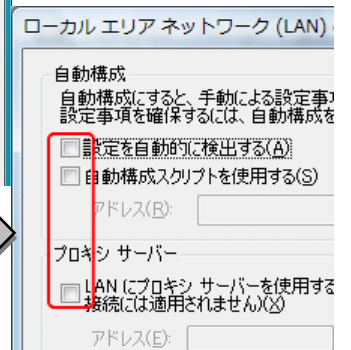 ローカル エリア ネットワーク (LAN)
自動構成
自動構成にすると、手動による設定事
設定事項を確保するには、自動構成を
設定を自動的に検出する(A)
自動構成スクリプトを使用する(S)
アドレス(R):
プロキシ サーバー
LAN にプロキシ サーバーを使用する
接続には適用されません)(X)
アドレス(E):